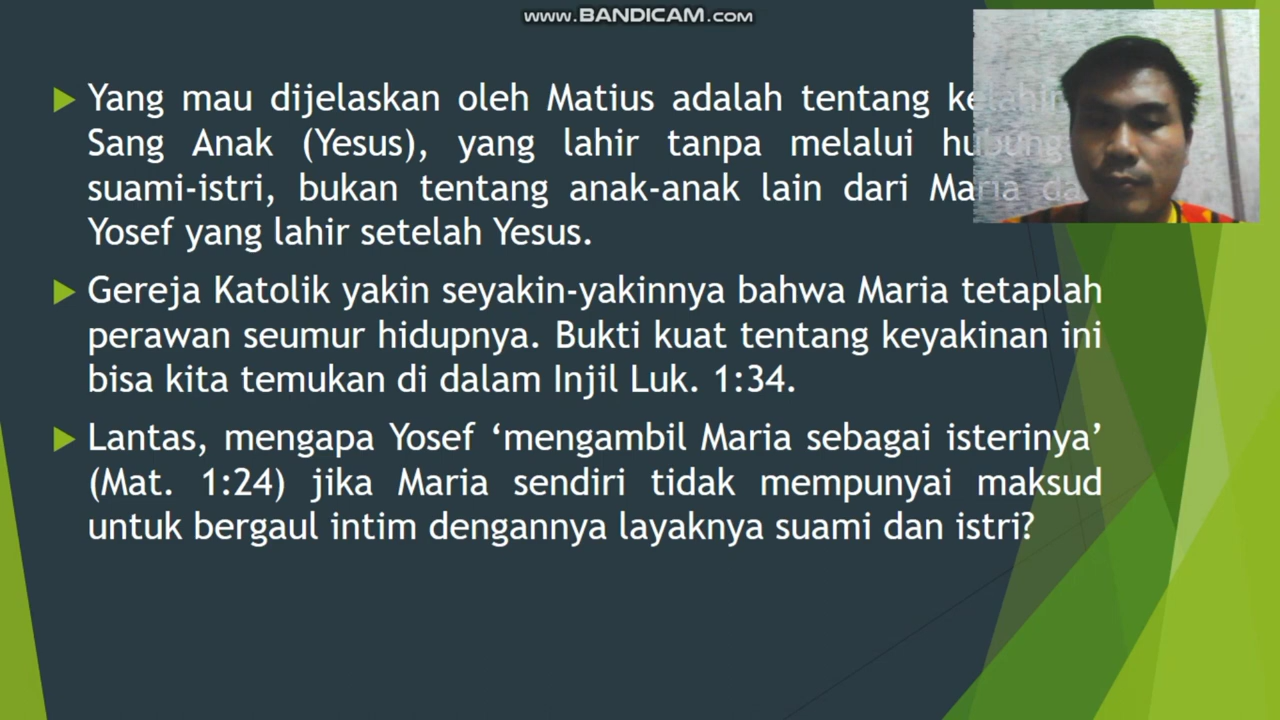 www.BANDICAM.com
Yang mau dijelaskan oleh Matius adalah tentang kelahiran
Sang Anak (Yesus), yang lahir tanpa melalui hubungan
suami-istri, bukan tentang anak-anak lain dari Maria dan
Yosef yang lahir setelah Yesus.
Gereja Katolik yakin seyakin-yakinnya bahwa Maria tetaplah
perawan seumur hidupnya. Bukti kuat tentang keyakinan ini
bisa kita temukan di dalam Injil Luk. 1:34.
Lantas, mengapa Yosef ‘mengambil Maria sebagai isterinya’
(Mat. 1:24) jika Maria sendiri tidak mempunyai maksud
untuk bergaul intim dengannya layaknya suami dan istri?